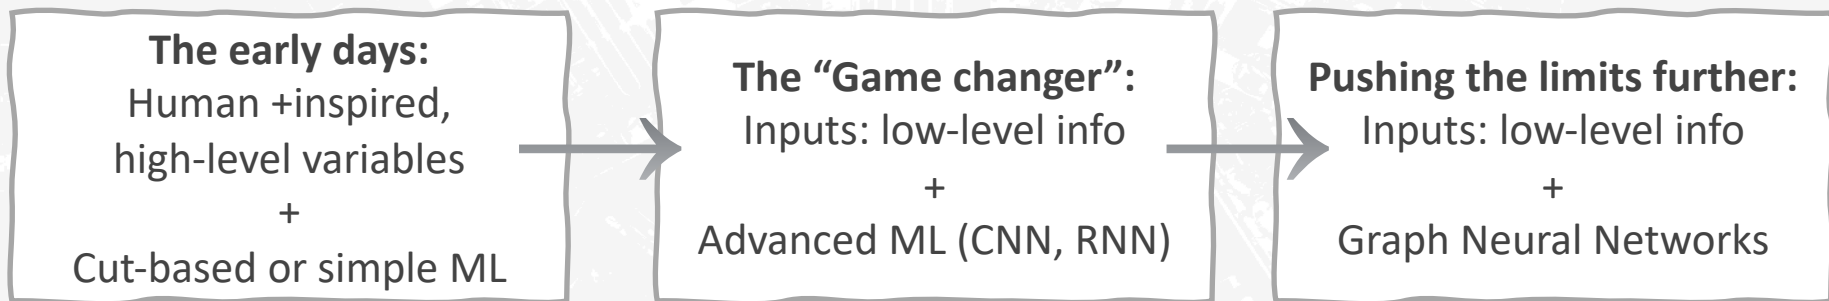 The early days:
Human +inspired,
high-level variables
+
Cut-based or simple ML
The “Game changer”:
Inputs: low-level info
+
Advanced ML (CNN, RNN)
Pushing the limits further:
Inputs: low-level info
+
Graph Neural Networks